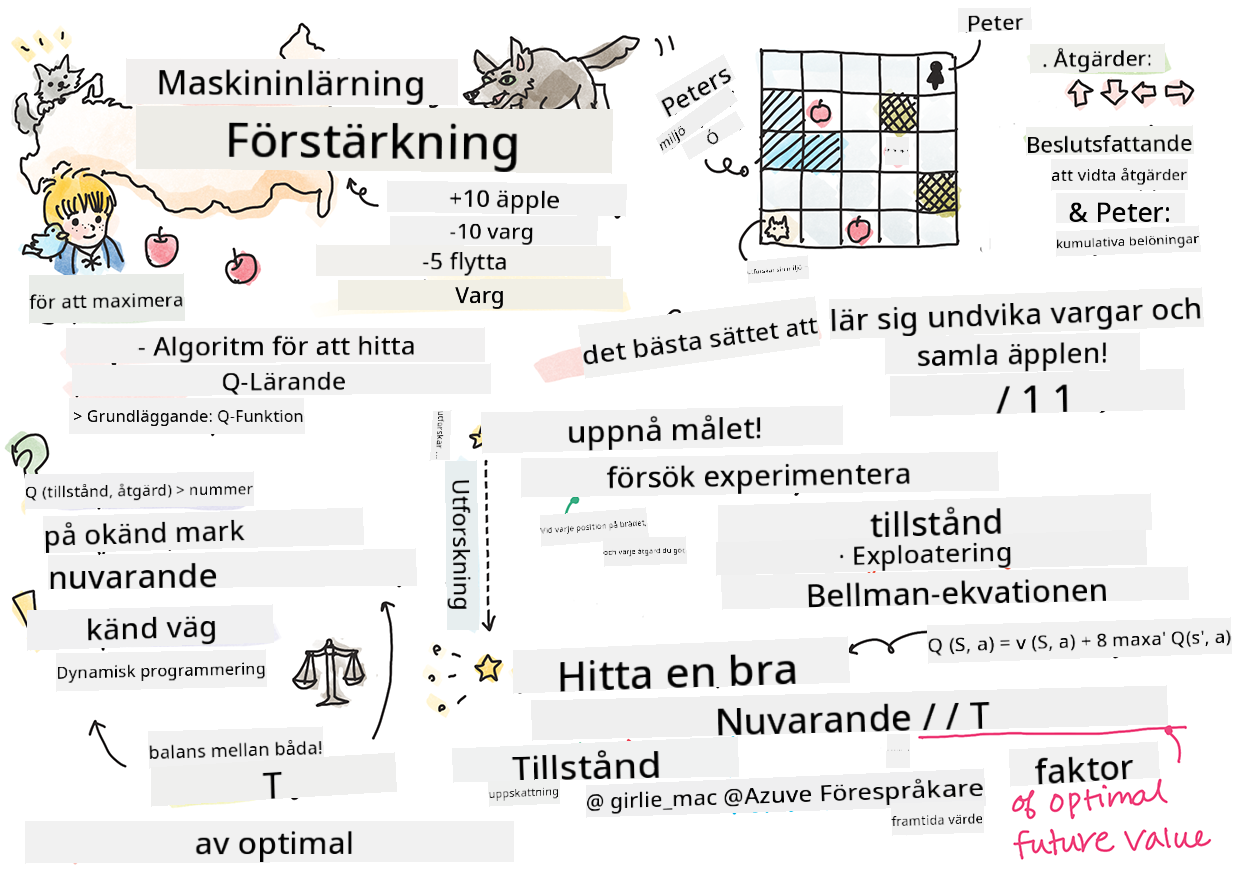 Peter
Maskininlärning
Förstärkning
Peters
miljö
Ó
. Åtgärder:
Beslutsfattande
att vidta åtgärder
& Peter:
kumulativa belöningar
+10 äpple
-10 varg
-5 flytta
Varg
för att maximera
- Algoritm för att hitta
Q-Lärande
> Grundläggande: Q-Funktion
det bästa sättet att
lär sig undvika vargar och
samla äpplen!
/ 1 1
uppnå målet!
försök experimentera
utforskar ...
Utforskning
Q (tillstånd, åtgärd) > nummer
på okänd mark
nuvarande
känd väg
Dynamisk programmering
Vid varje position på brädet,
och varje åtgärd du gör,
tillstånd
· Exploatering
Bellman-ekvationen
Q (S, a) = v (S, a) + 8 maxa' Q(s', a)
Hitta en bra
Nuvarande / / T
balans mellan båda!
T
av optimal
Tillstånd
uppskattning
@ girlie_mac @Azuve Förespråkare
framtida värde
faktor
of optimal
future value